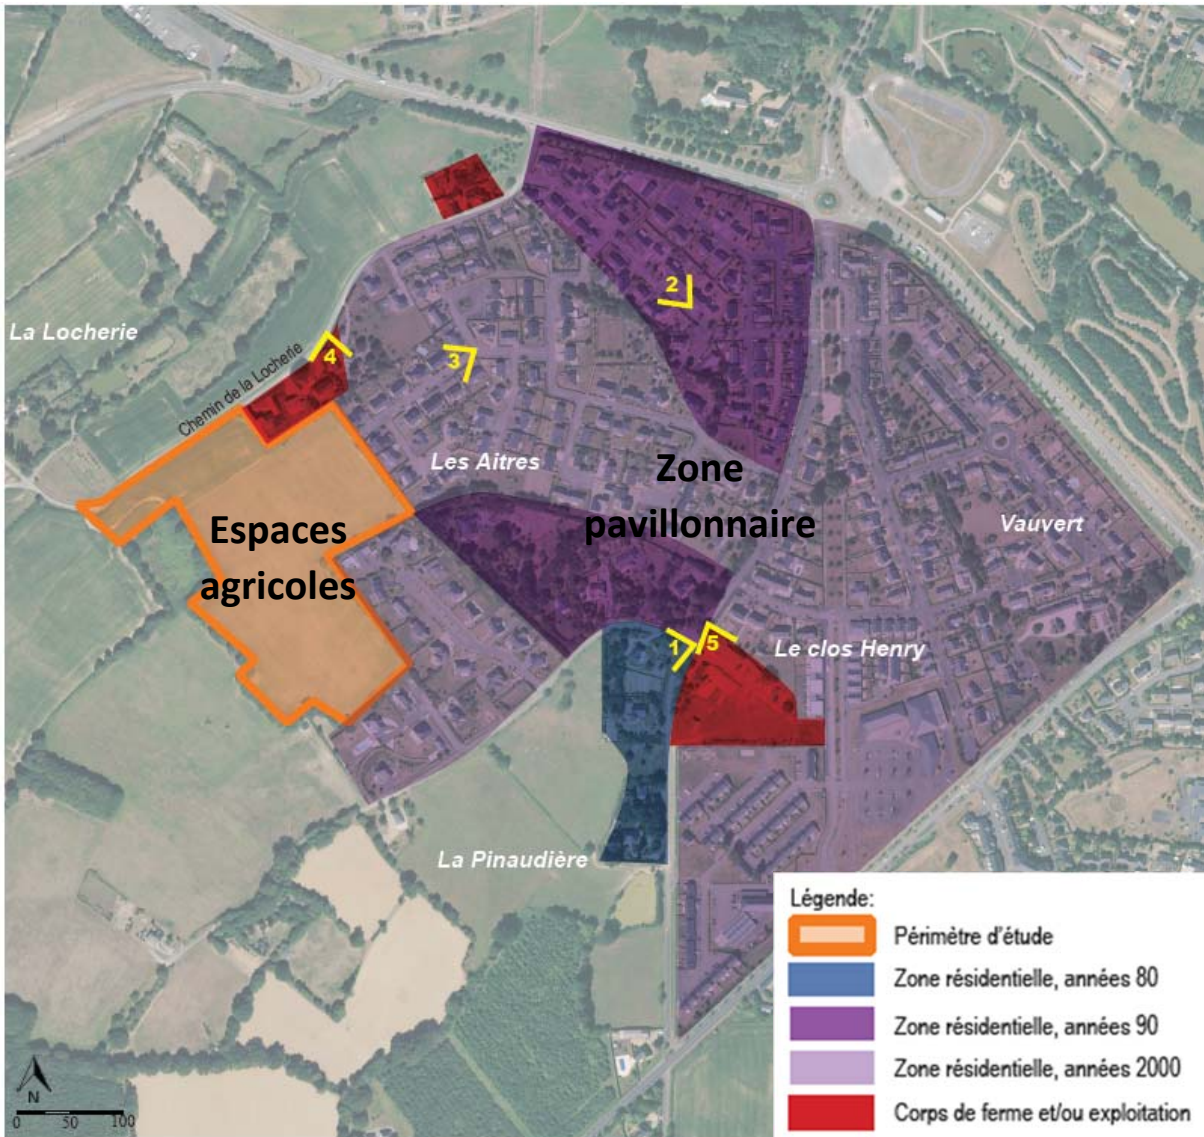 2
La Locherie
4
3
Chemin de la Locherie
Les Aitres
Zone
pavillonnaire
Espaces
agricoles
Vauvert
1
5
Le clos Henry
La Pinaudière
Légende:
Périmètre d'étude
Zone résidentielle, années 80
Zone résidentielle, années 90
Zone résidentielle, années 2000
Corps de ferme et/ou exploitation
N
0 50 100